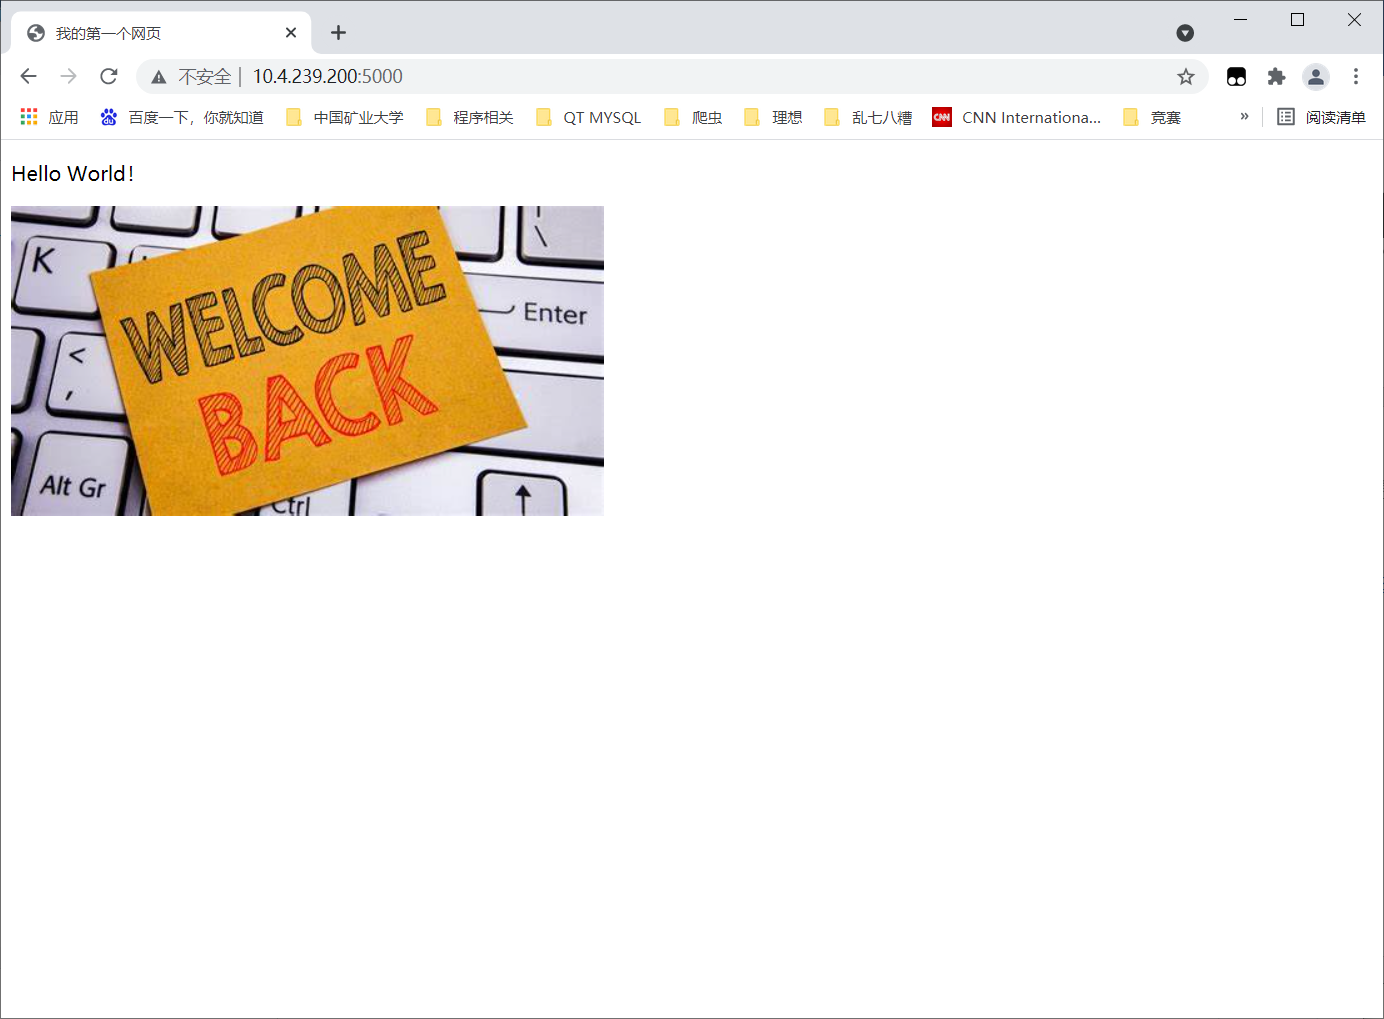 我的第一个网页
不安全 | 10.4.239.200:5000
应用 百度一下，你就知道 中国矿业大学 程序相关 QT MYSQL 爬虫 理想 乱七八糟 CNN CNN Internationa... 竞赛 » 阅读清单
Hello World!
WELCOME
BACK
K
\
Enter
<
,
Alt Gr
Ctrl